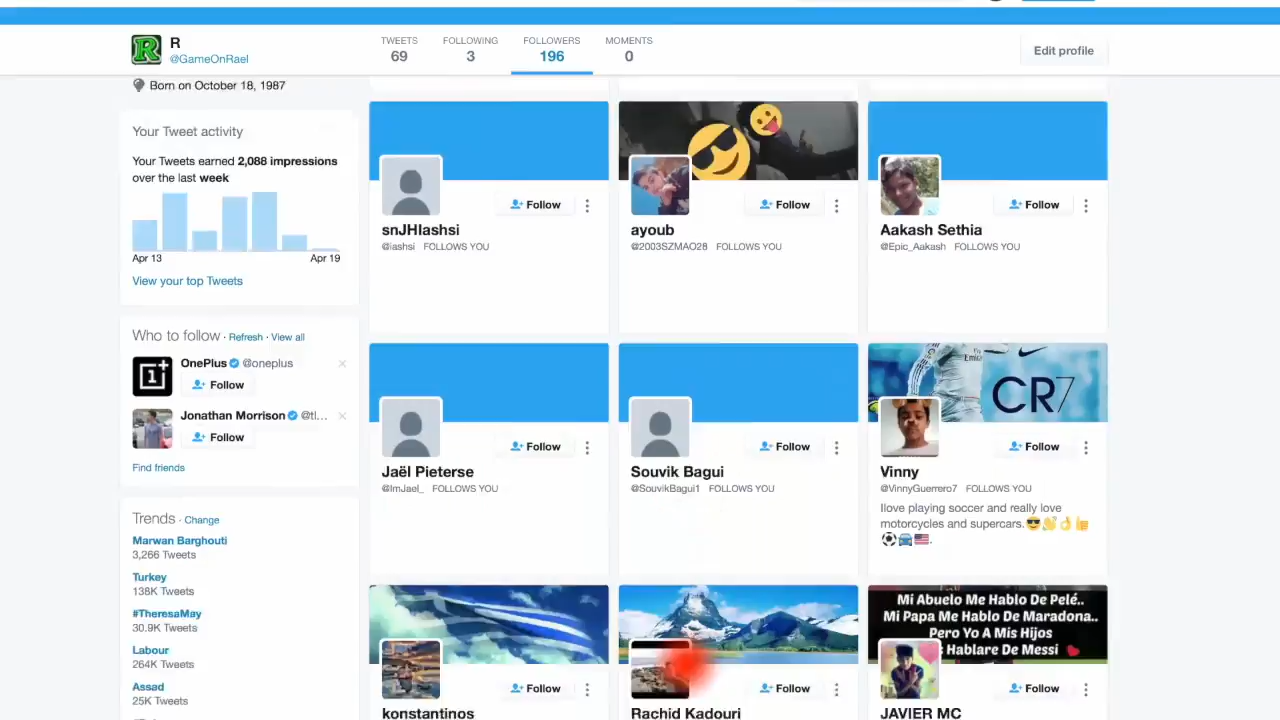 R
@GameOnRael
TWEETS
69
FOLLOWING
3
FOLLOWERS
196
MOMENTS
0
Edit profile
Born on October 18, 1987
Your Tweet activity
Your Tweets earned 2,088 impressions
over the last week
Apr 13
Apr 19
View your top Tweets
Who to follow · Refresh · View all
OnePlus @oneplus
Follow
Jonathan Morrison @tl...
Follow
Find friends
Trends · Change
Marwan Barghouti
3,266 Tweets
Turkey
138K Tweets
#TheresaMay
30.9K Tweets
Labour
264K Tweets
Assad
25K Tweets
Follow
snJHIashsi
@iashsi FOLLOWS YOU
Follow
ayoub
@2003SZMAO28 FOLLOWS YOU
Follow
Aakash Sethia
@Epic_Aakash FOLLOWS YOU
Follow
Jaël Pieterse
@ImJael_ FOLLOWS YOU
Follow
Souvik Bagui
@SouvikBagui1 FOLLOWS YOU
CR7
Follow
Vinny
@VinnyGuerrero7 FOLLOWS YOU
Ilove playing soccer and really love
motorcycles and supercars.😎👋👌👍
⚽🚘🇺🇸.
Follow
konstantinos
Follow
Rachid Kadouri
Mi Abuelo Me Hablo De Pelé..
Mi Papa Me Hablo De Maradona..
Pero Yo A Mis Hijos
Hablare De Messi
Follow
JAVIER MC